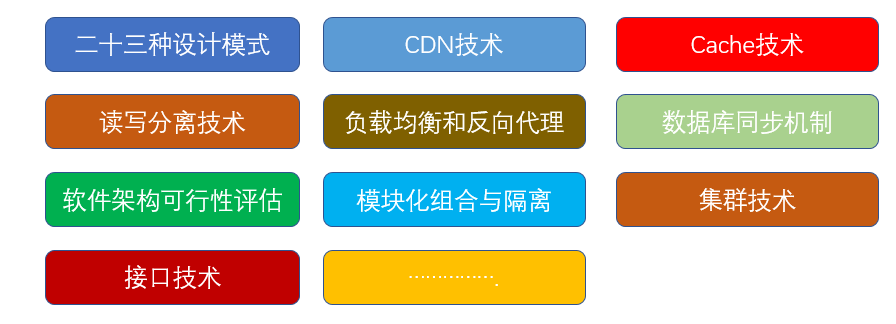 二十三种设计模式
CDN技术
Cache技术
读写分离技术
负载均衡和反向代理
数据库同步机制
软件架构可行性评估
模块化组合与隔离
集群技术
接口技术
…………….